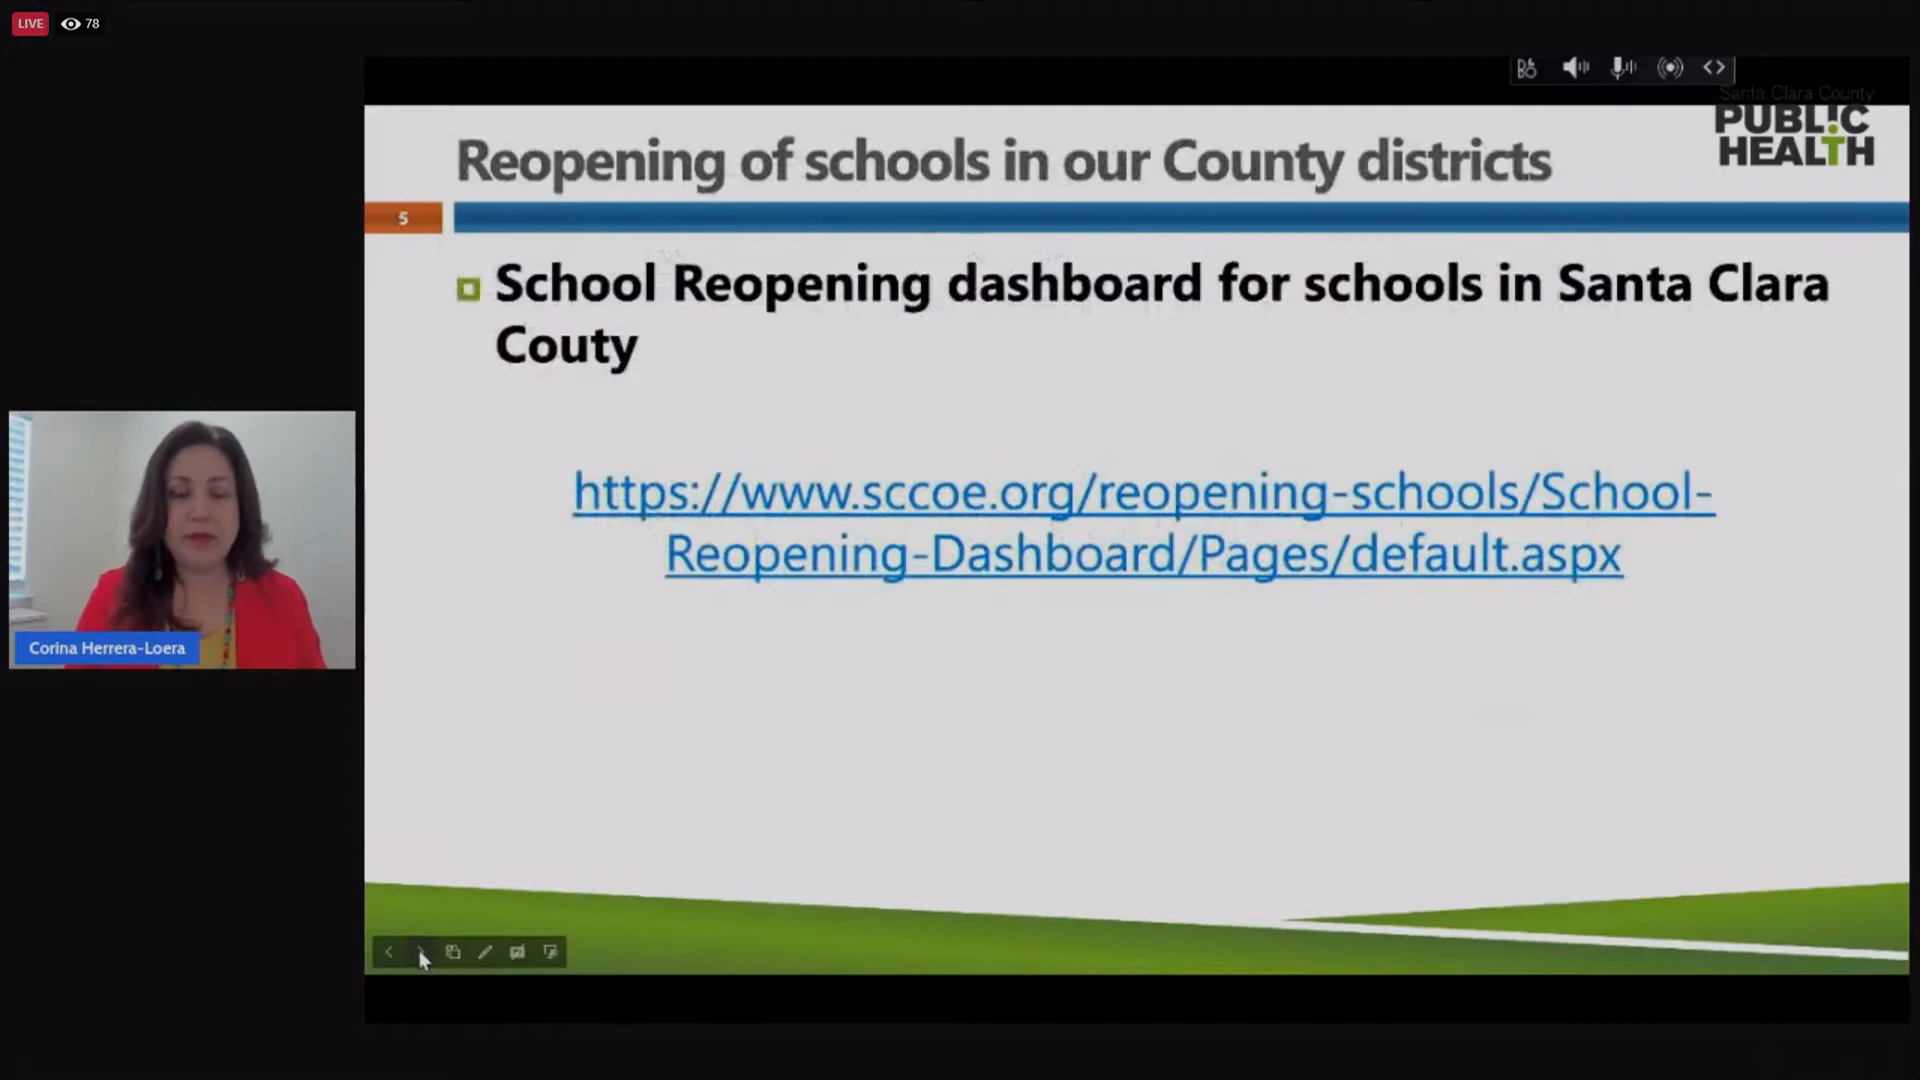 LIVE 78
Santa Clara County
PUBLIC
HEALTH
Reopening of schools in our County districts
5
School Reopening dashboard for schools in Santa Clara
Couty
https://www.sccoe.org/reopening-schools/School-
Reopening-Dashboard/Pages/default.aspx
Corina Herrera-Loera